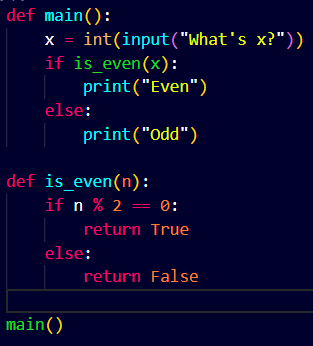 def main():
    x = int(input("What's x?"))
    if is_even(x):
        print("Even")
    else:
        print("Odd")

def is_even(n):
    if n % 2 == 0:
        return True
    else:
        return False

main()